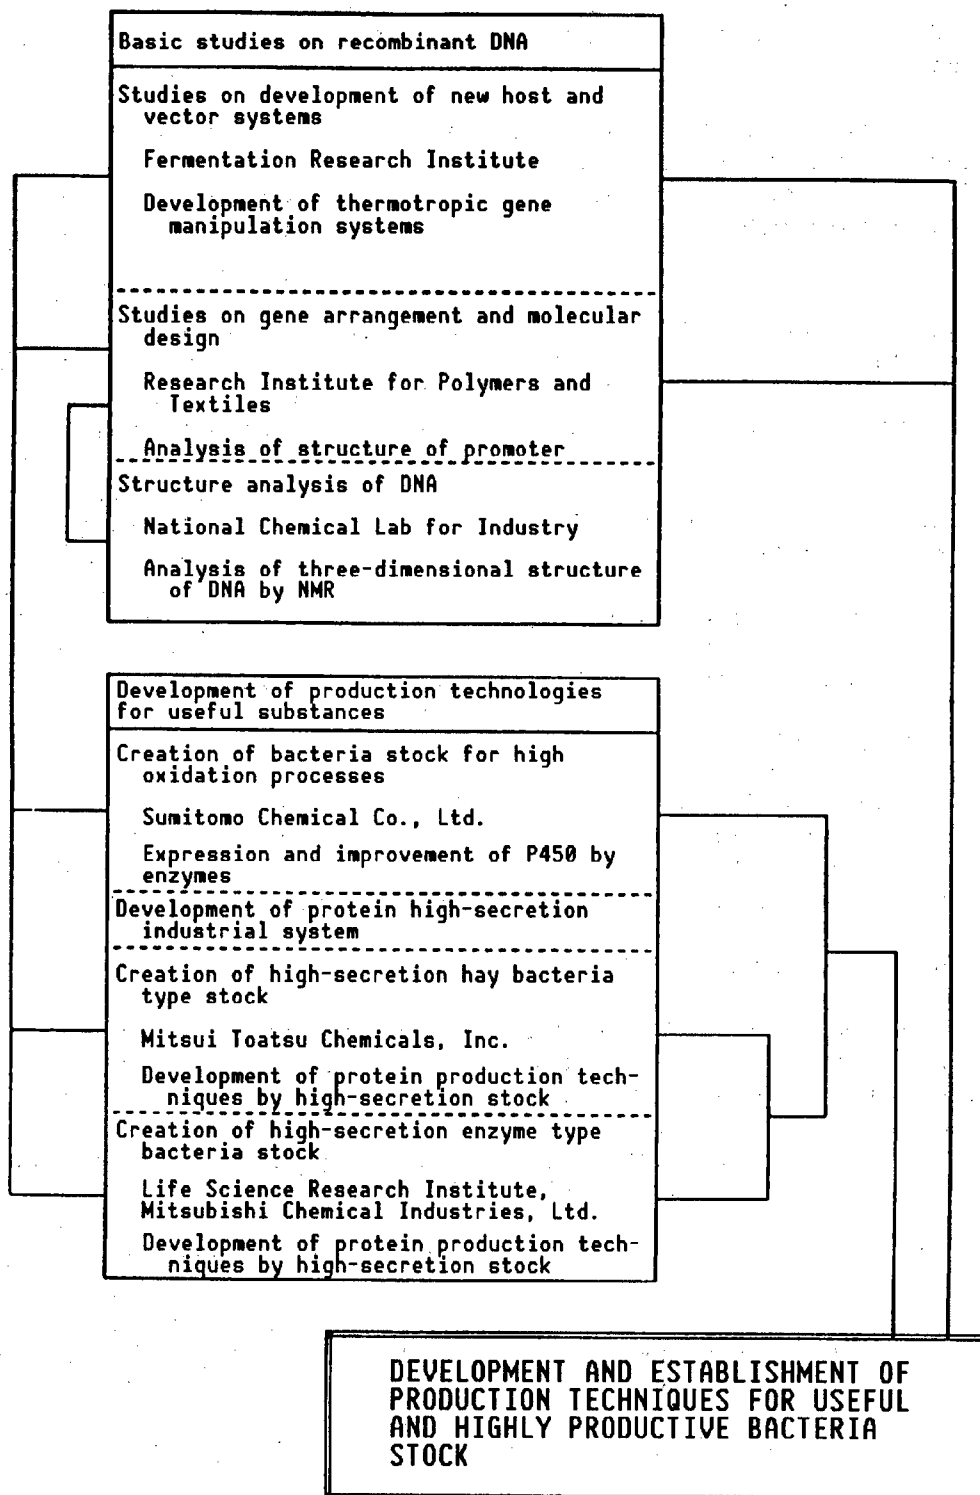 Basic studies on recombinant DNA
Studies on development of new host and
vector systems
Fermentation Research Institute
Development of thermotropic gene
manipulation systems
Studies on gene arrangement and molecular
design
Research Institute for Polymers and
Textiles
Analysis of structure of promoter
Structure analysis of DNA
National Chemical Lab for Industry
Analysis of three-dimensional structure
of DNA by NMR
Development of production technologies
for useful substances
Creation of bacteria stock for high
oxidation processes
Sumitomo Chemical Co., Ltd.
Expression and improvement of P450 by
enzymes
Development of protein high-secretion
industrial system
Creation of high-secretion hay bacteria
type stock
Mitsui Toatsu Chemicals, Inc.
Development of protein production tech-
niques by high-secretion stock
Creation of high-secretion enzyme type
bacteria stock
Life Science Research Institute,
Mitsubishi Chemical Industries, Ltd.
Development of protein production tech-
niques by high-secretion stock
DEVELOPMENT AND ESTABLISHMENT OF
PRODUCTION TECHNIQUES FOR USEFUL
AND HIGHLY PRODUCTIVE BACTERIA
STOCK